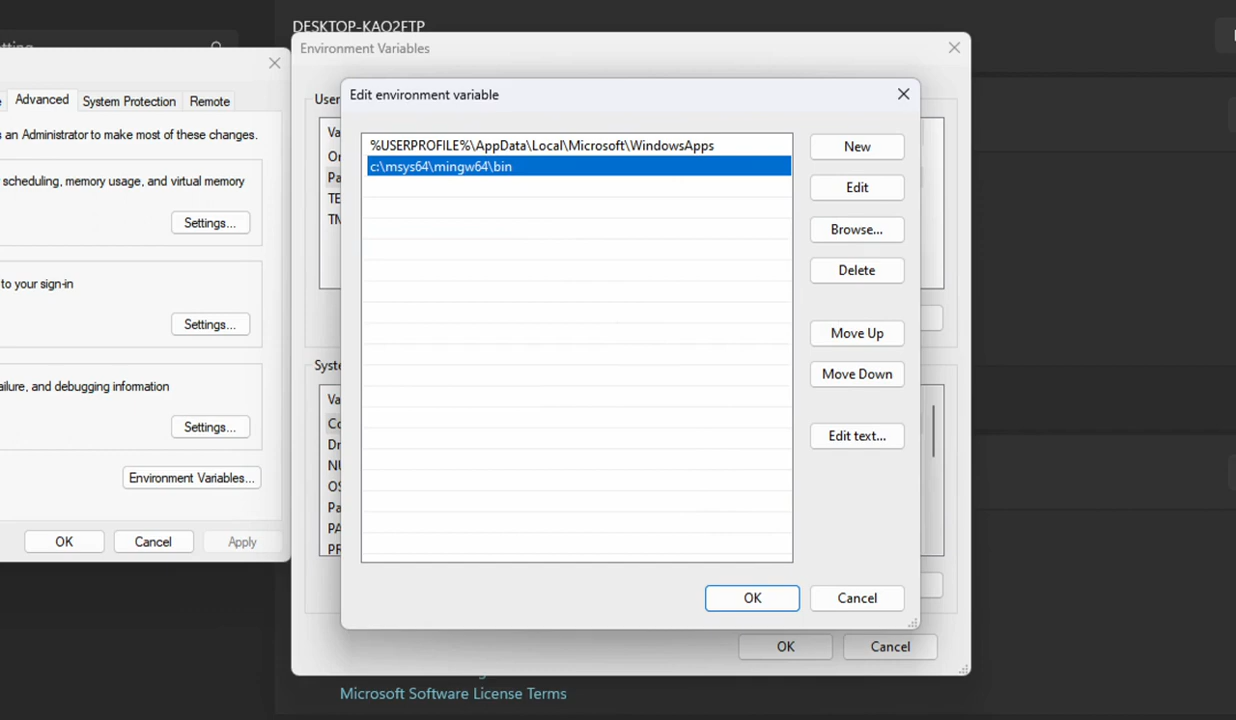 DESKTOP-KAO2FTP
Environment Variables
Edit environment variable
Advanced
System Protection
Remote
s an Administrator to make most of these changes.
scheduling, memory usage, and virtual memory
Settings...
to your sign-in
Settings...
ailure, and debugging information
Settings...
Environment Variables...
OK
Cancel
Apply
User
Va
Or
Pa
TE
TN
Syste
Va
Co
Dr
NU
OS
Pa
PA
PR
%USERPROFILE%\AppData\Local\Microsoft\WindowsApps
c:\msys64\mingw64\bin
New
Edit
Browse...
Delete
Move Up
Move Down
Edit text...
OK
Cancel
OK
Cancel
Microsoft Software License Terms